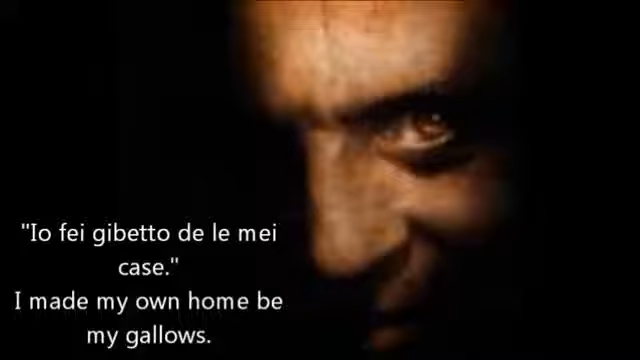 "Io fei gibetto de le mei
case."
I made my own home be
my gallows.